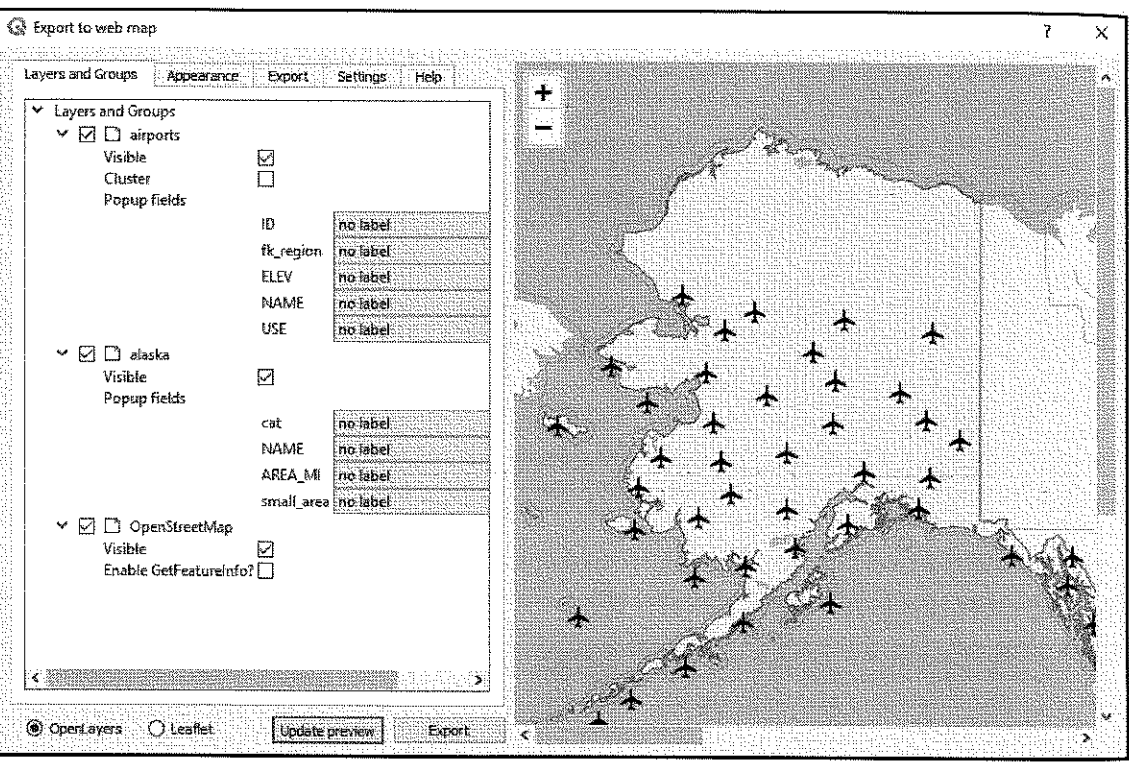 Export to web map ? ×
Layers and Groups Appearance Export Settings Help
Layers and Groups
airports
Visible
Cluster
Popup fields
ID no label
fk_region no label
ELEV no label
NAME no label
USE no label
alaska
Visible
Popup fields
cat no label
NAME no label
AREA_MI no label
small_area no label
OpenStreetMap
Visible
Enable GetFeatureInfo?
OpenLayers Leaflet Update preview Export
+
−